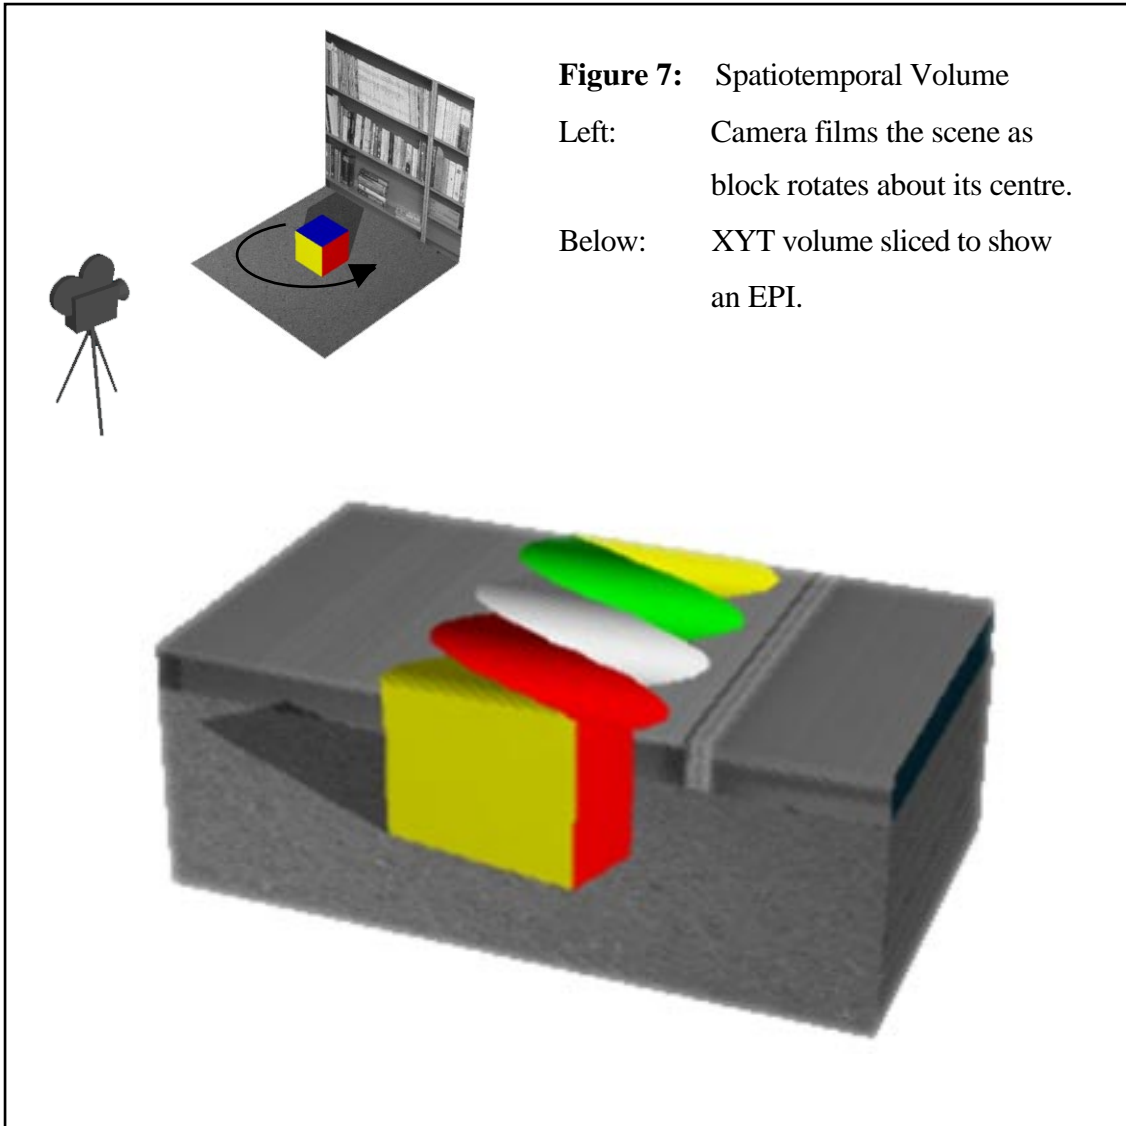 Figure 7: Spatiotemporal Volume
Left: Camera films the scene as
block rotates about its centre.
Below: XYT volume sliced to show
an EPI.